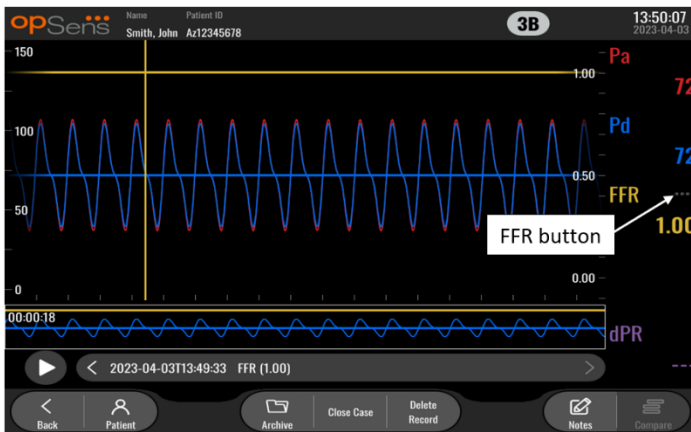 opSens
Name
Patient ID
Smith, John
Az12345678
3B
13:50:07
2023-04-03
150
100
50
0
1.00
0.50
0.00
Pa
72
Pd
72
FFR
---
1.00
FFR button
00:00:18
dPR
---
2023-04-03T13:49:33 FFR (1.00)
Back
Patient
Archive
Close Case
Delete
Record
Notes
Compare